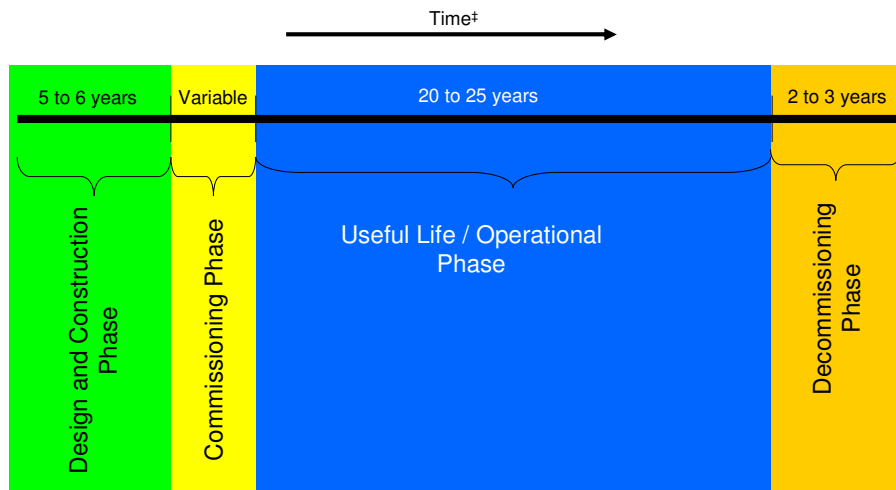 Time‡
5 to 6 years
Variable
20 to 25 years
2 to 3 years
Design and Construction
Phase
Commissioning Phase
Useful Life / Operational
Phase
Decommissioning
Phase